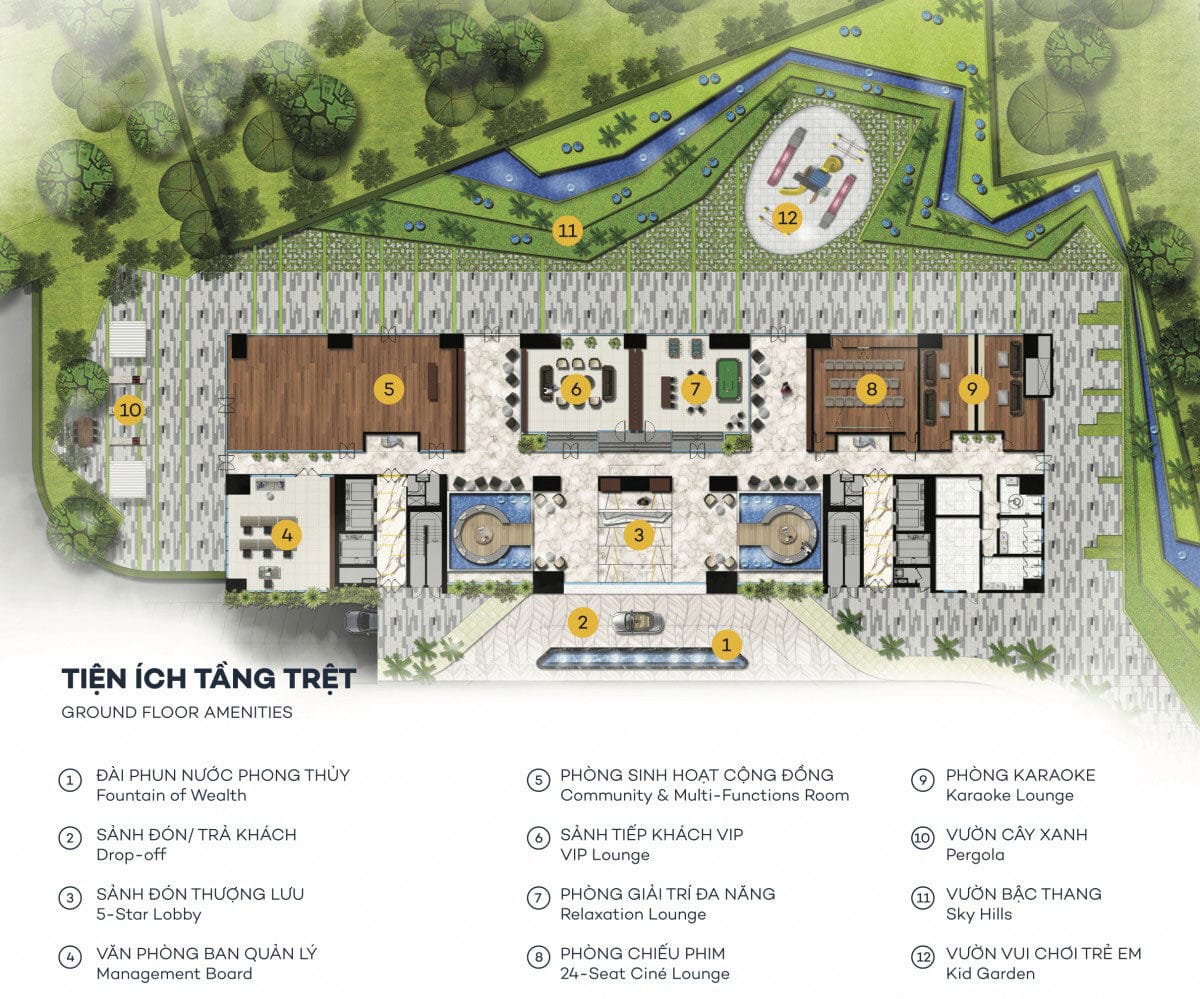 11
12
5
6
7
8
9
10
4
3
2
1
TIỆN ÍCH TẦNG TRỆT
GROUND FLOOR AMENITIES
1 ĐÀI PHUN NƯỚC PHONG THỦY
Fountain of Wealth
2 SẢNH ĐÓN/ TRẢ KHÁCH
Drop-off
3 SẢNH ĐÓN THƯỢNG LƯU
5-Star Lobby
4 VĂN PHÒNG BAN QUẢN LÝ
Management Board
5 PHÒNG SINH HOẠT CỘNG ĐỒNG
Community & Multi-Functions Room
6 SẢNH TIẾP KHÁCH VIP
VIP Lounge
7 PHÒNG GIẢI TRÍ ĐA NĂNG
Relaxation Lounge
8 PHÒNG CHIẾU PHIM
24-Seat Ciné Lounge
9 PHÒNG KARAOKE
Karaoke Lounge
10 VƯỜN CÂY XANH
Pergola
11 VƯỜN BẬC THANG
Sky Hills
12 VƯỜN VUI CHƠI TRẺ EM
Kid Garden